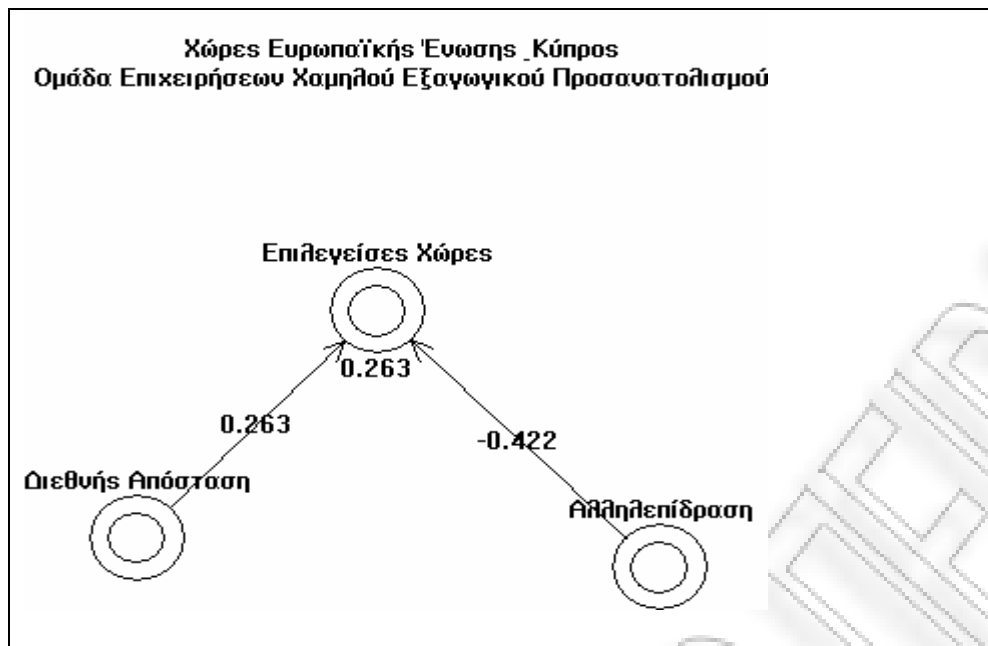 Χώρες Ευρωπαϊκής Ένωσης _Κύπρος
Ομάδα Επιχειρήσεων Χαμηλού Εξαγωγικού Προσανατολισμού
Επιλεγείσες Χώρες
0.263
0.263
-0.422
Διεθνής Απόσταση
Αλληλεπίδραση